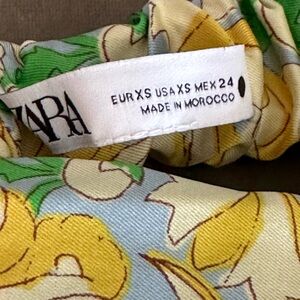 ZARA
EUR XS USA XS MEX 24
MADE IN MOROCCO